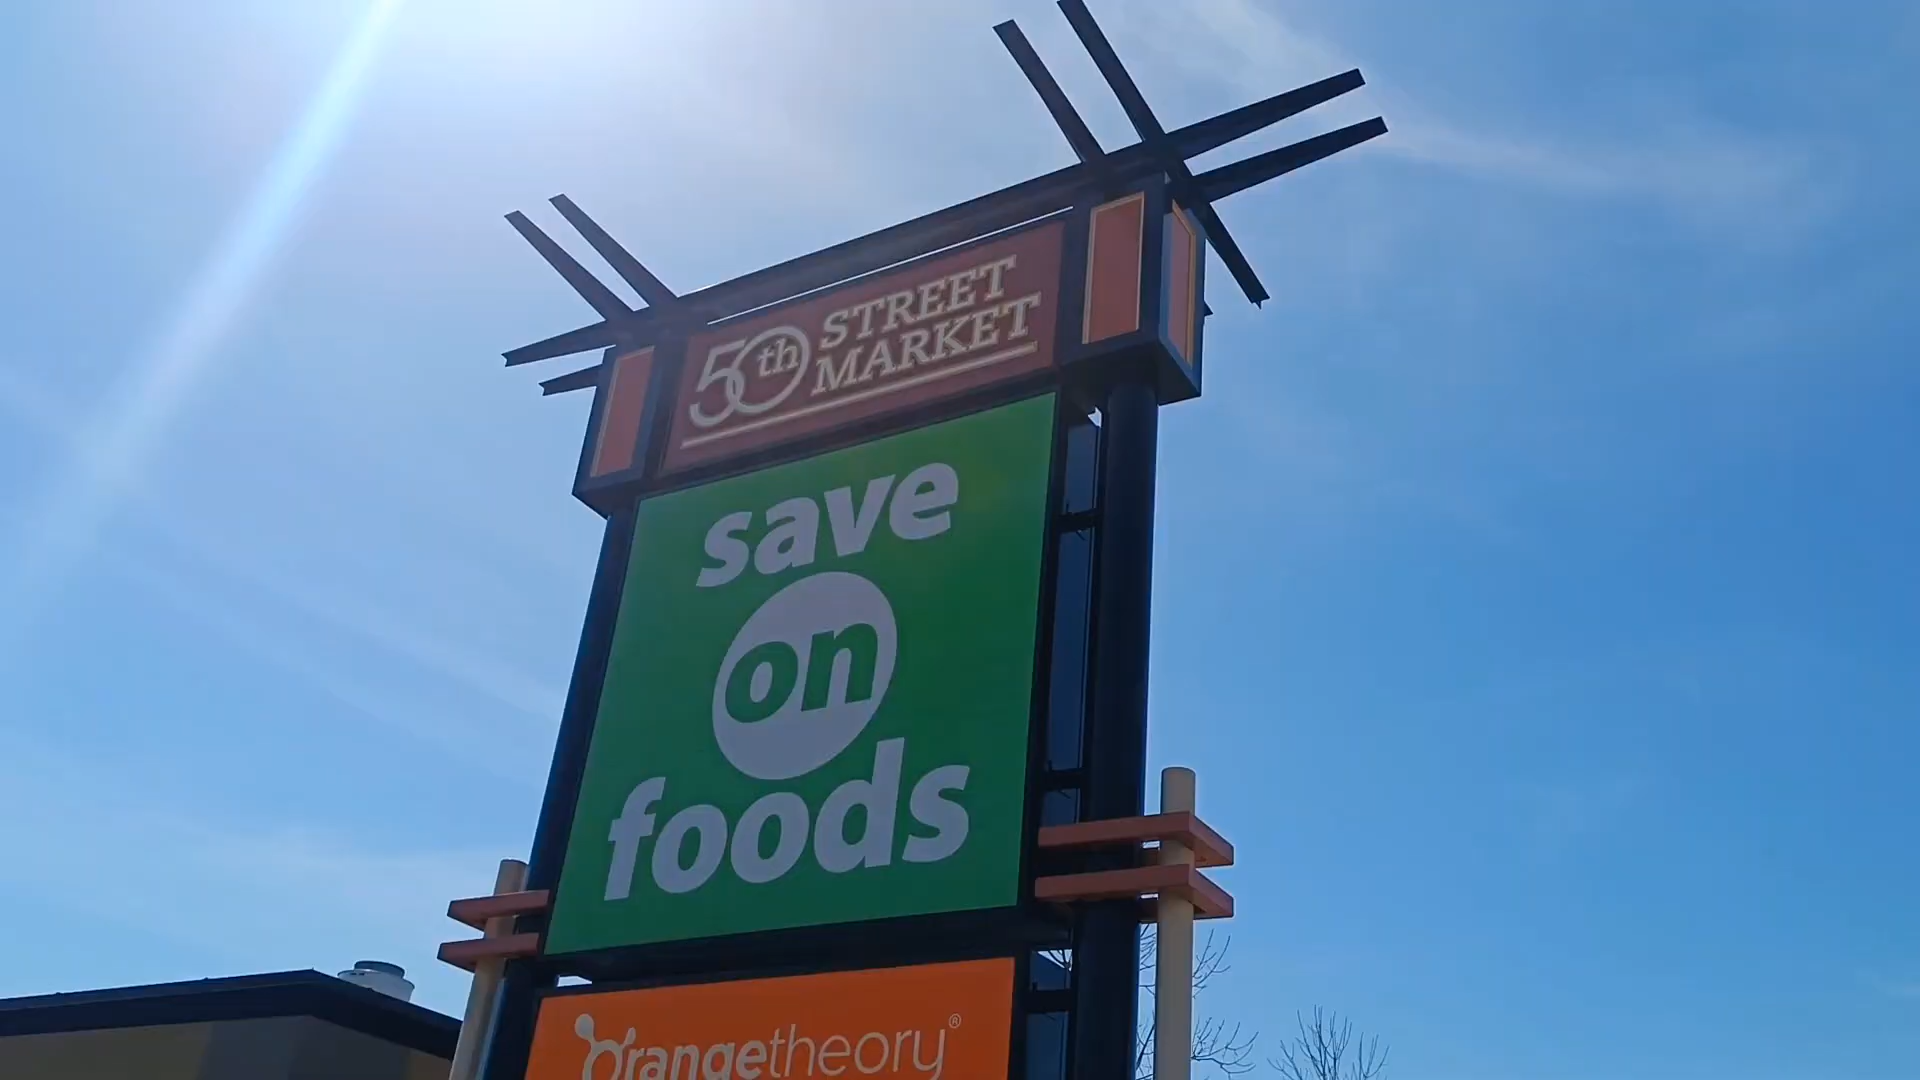 50th STREET
MARKET
save
on
foods
Orangetheory®